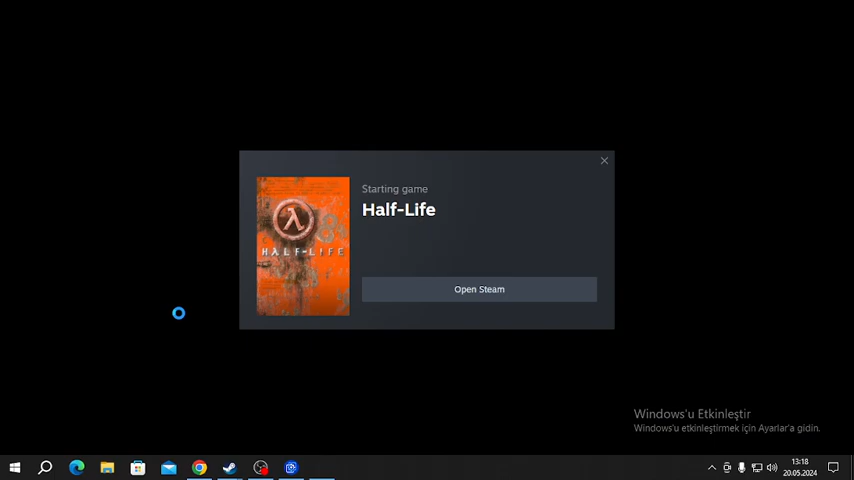 Starting game
Half-Life
HALF-LIFE
Open Steam
Windows'u Etkinleştir
Windows'u etkinleştirmek için Ayarlar'a gidin.
13:18
20.05.2024